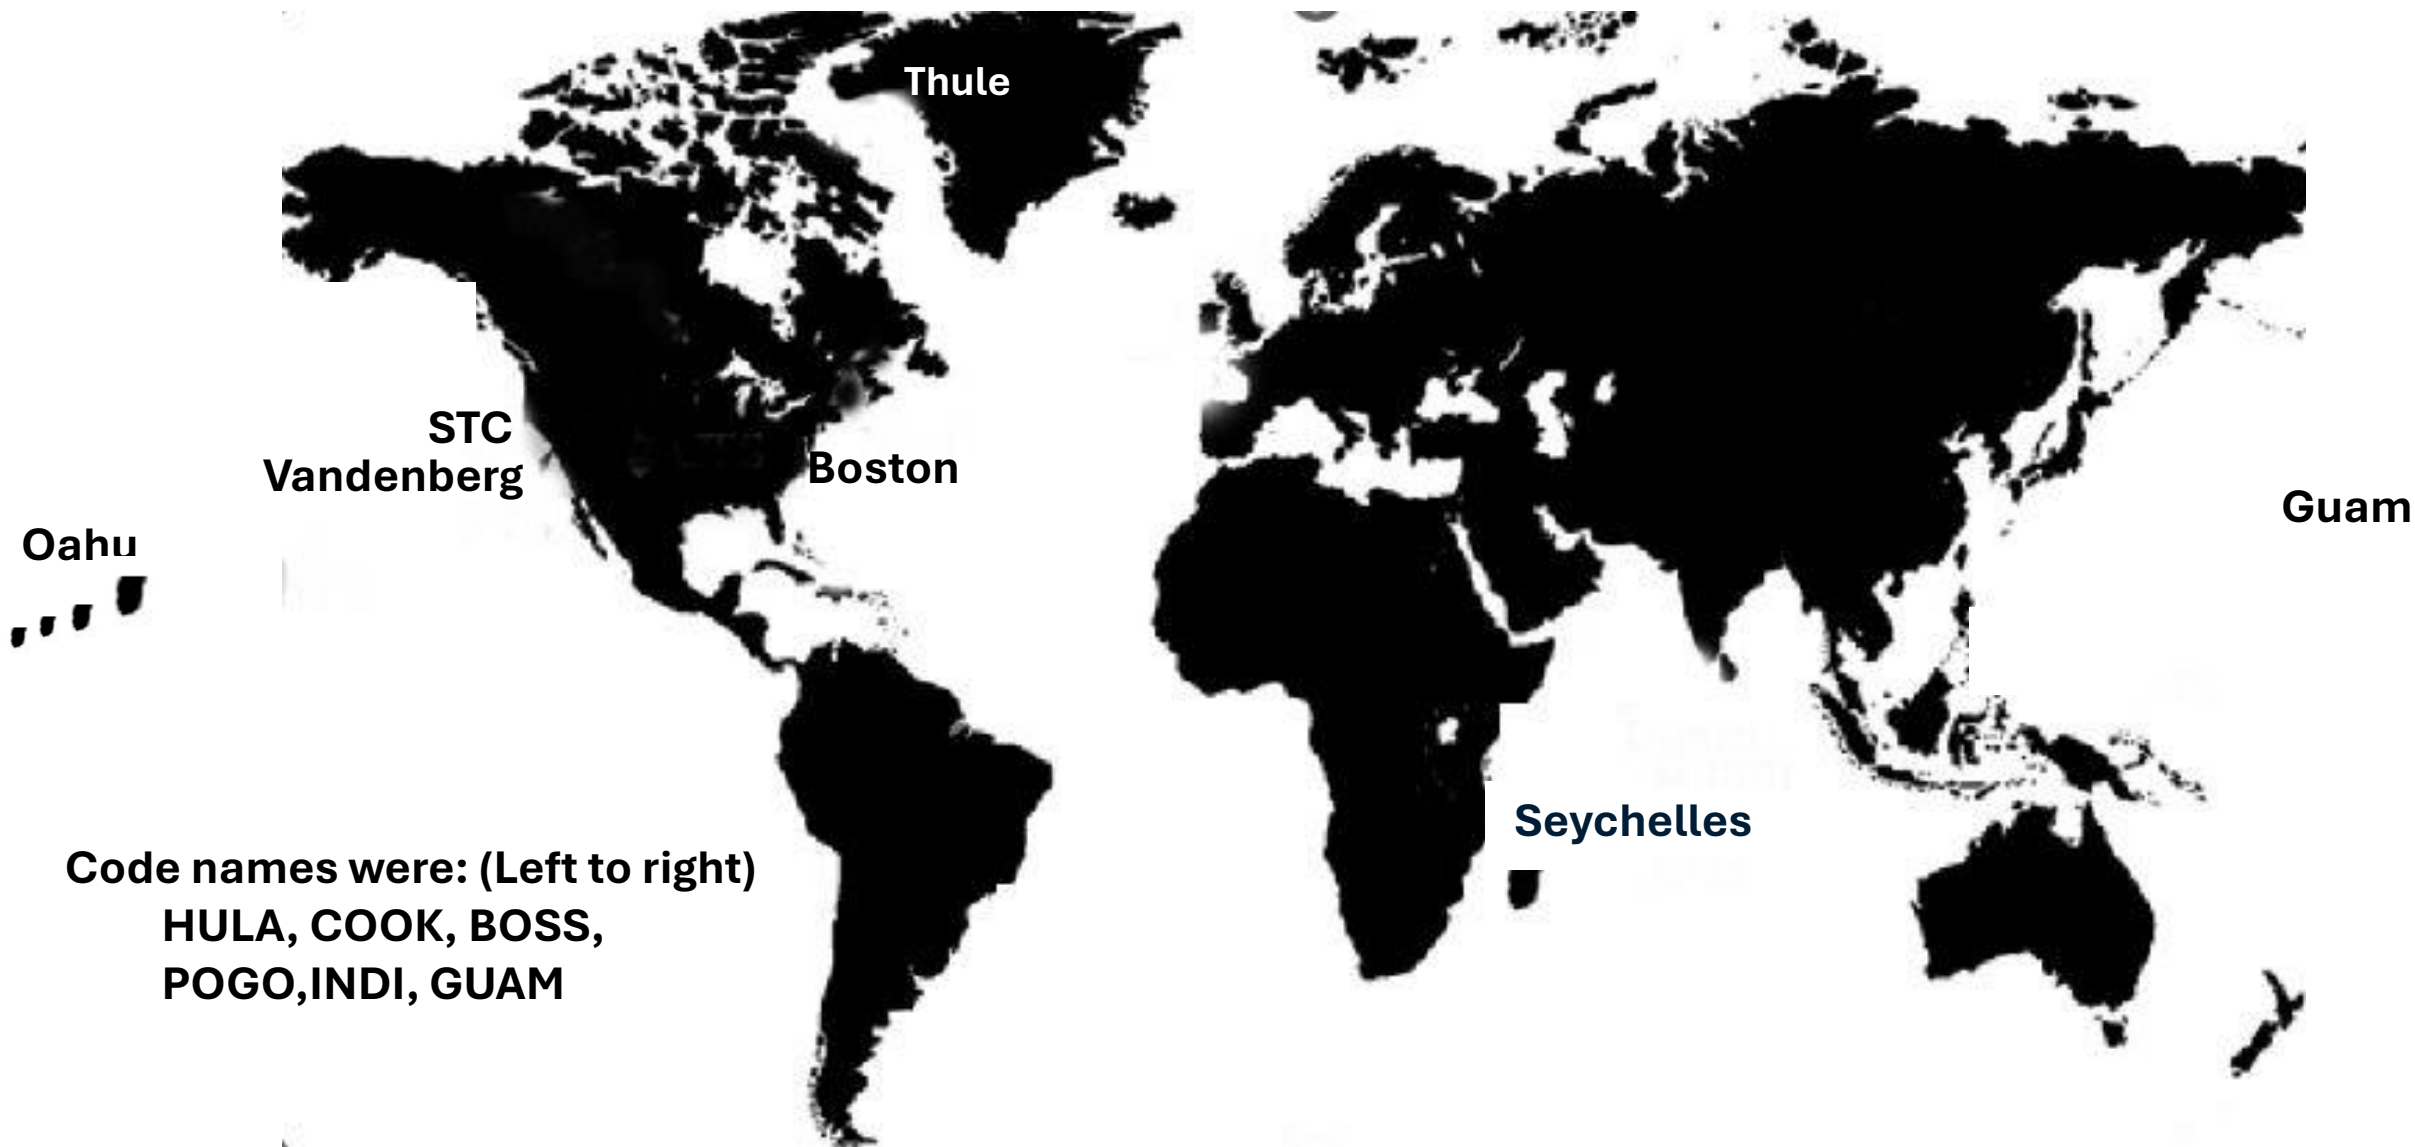 Thule
STC
Vandenberg
Boston
Guam
Oahu
Seychelles
Code names were: (Left to right)
HULA, COOK, BOSS,
POGO,INDI, GUAM